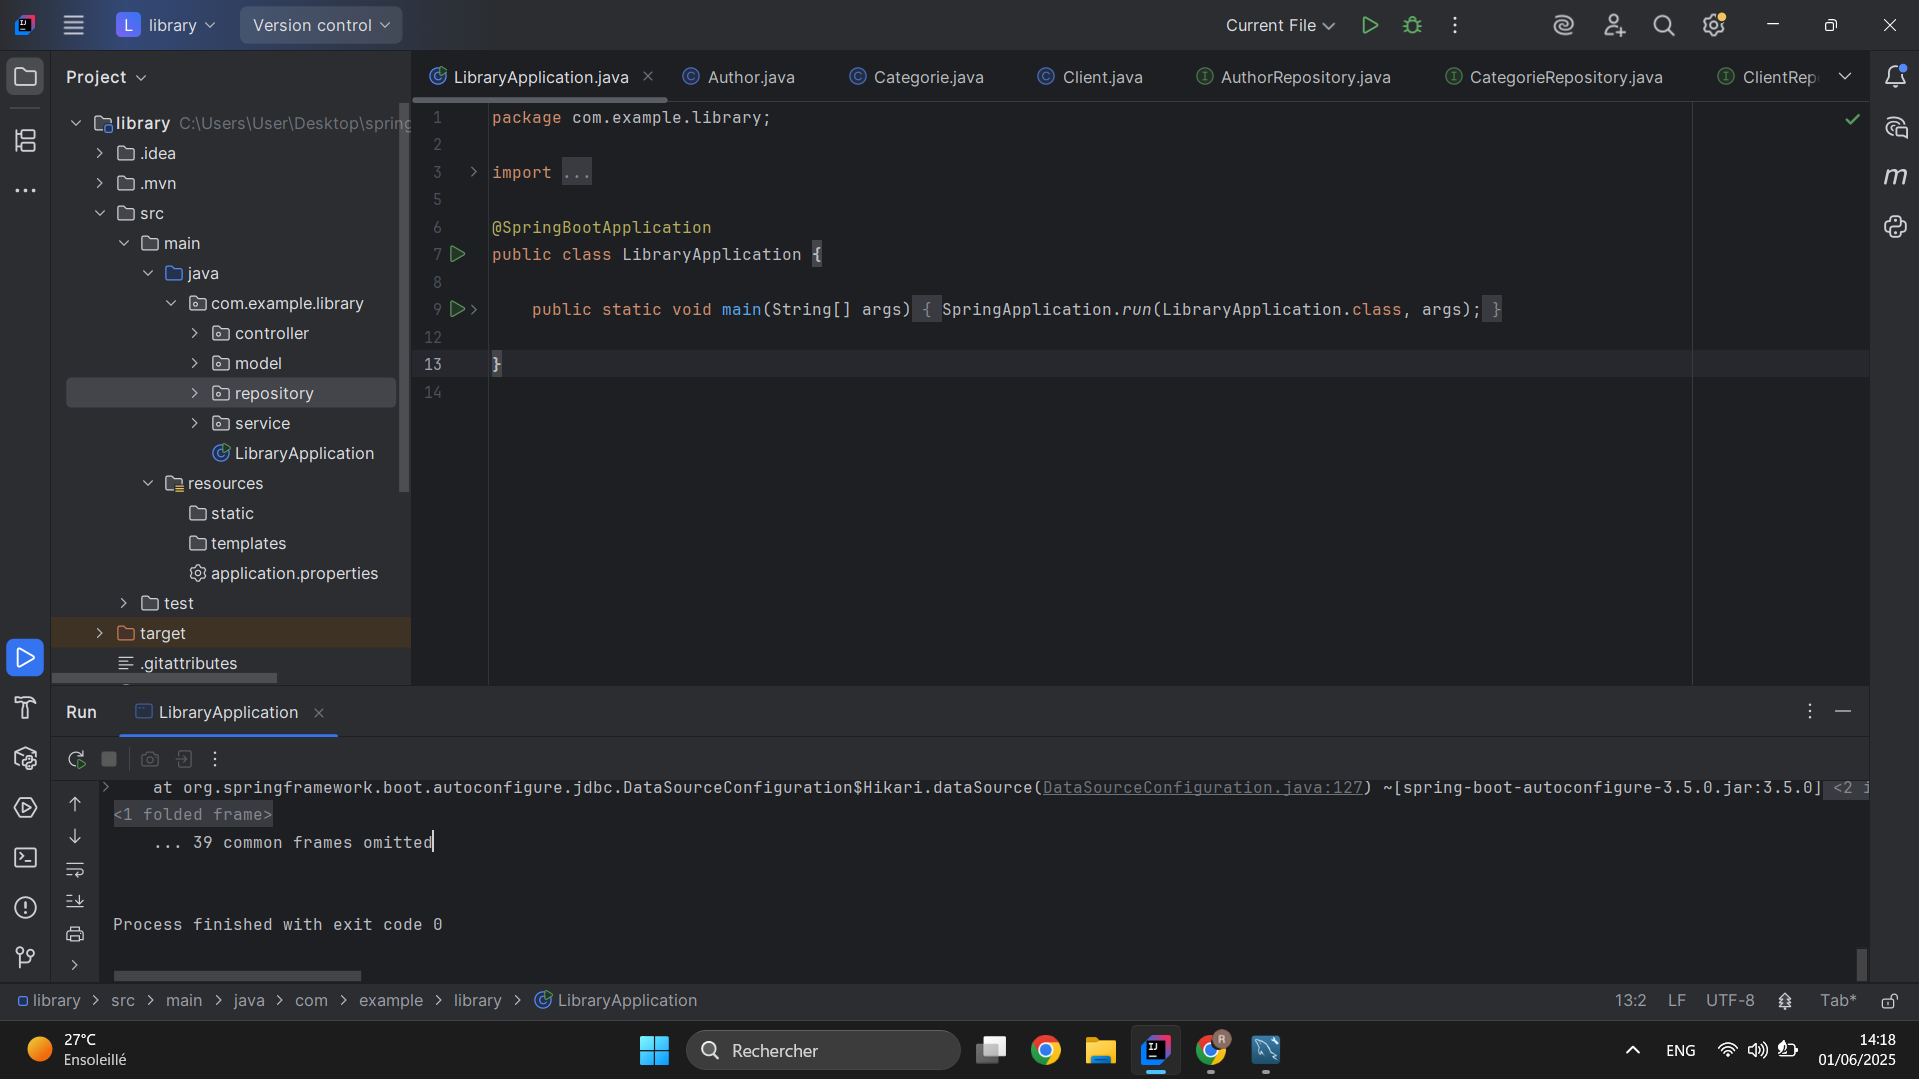 L library Version control Current File
Project
LibraryApplication.java Author.java Categorie.java Client.java AuthorRepository.java CategorieRepository.java ClientRep
library C:\Users\User\Desktop\spring
.idea
.mvn
src
main
java
com.example.library
controller
model
repository
service
LibraryApplication
resources
static
templates
application.properties
test
target
.gitattributes
1 package com.example.library;
2
3 import ...
5
6 @SpringBootApplication
7 public class LibraryApplication {
8
9 public static void main(String[] args) { SpringApplication.run(LibraryApplication.class, args); }
12
13 }
14
Run LibraryApplication
at org.springframework.boot.autoconfigure.jdbc.DataSourceConfiguration$Hikari.dataSource(DataSourceConfiguration.java:127) ~[spring-boot-autoconfigure-3.5.0.jar:3.5.0] <2 i
<1 folded frame>
... 39 common frames omitted
Process finished with exit code 0
library > src > main > java > com > example > library > LibraryApplication 13:2 LF UTF-8 Tab*
27°C
Ensoleillé
Rechercher
R
ENG
14:18
01/06/2025